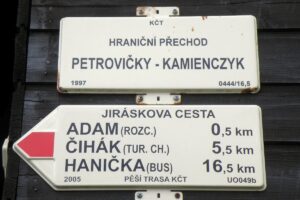 KČT
HRANIČNÍ PŘECHOD
PETROVIČKY - KAMIENCZYK
1997 0444/16,5
JIRÁSKOVA CESTA
ADAM (ROZC.) 0,5 km
ČIHÁK (TUR. CH.) 5,5 km
HANIČKA (BUS) 16,5 km
2005 PĚŠÍ TRASA KČT UO049b